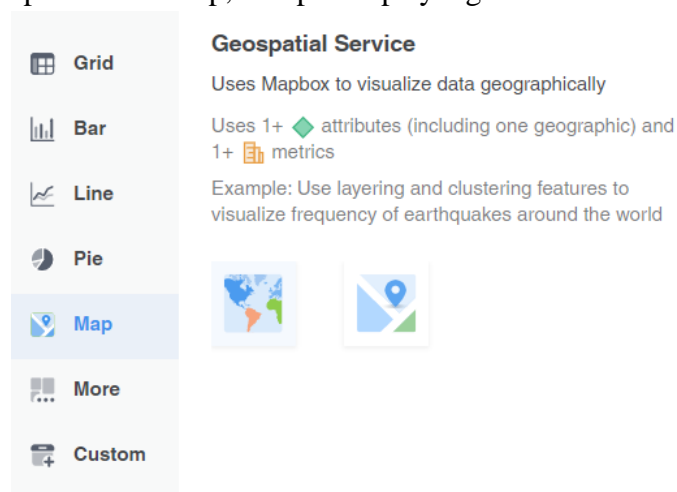 Grid
Bar
Line
Pie
Map
More
Custom
Geospatial Service
Uses Mapbox to visualize data geographically
Uses 1+ attributes (including one geographic) and
1+ metrics
Example: Use layering and clustering features to
visualize frequency of earthquakes around the world